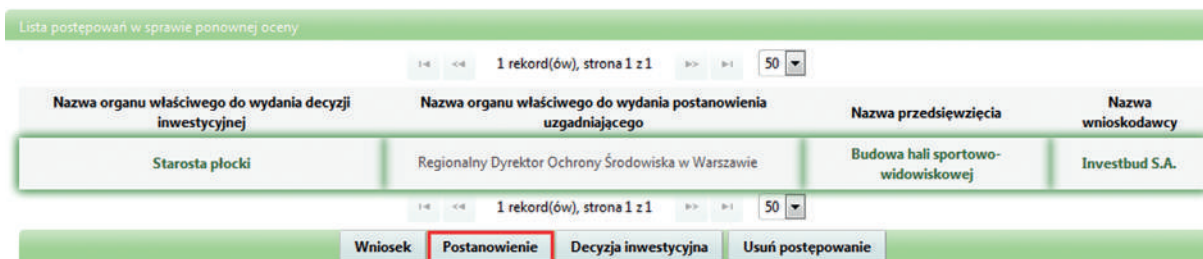 Lista postępowań w sprawie ponownej oceny
1 rekord(ów), strona 1 z 1 50
Nazwa organu właściwego do wydania decyzji inwestycyjnej
Nazwa organu właściwego do wydania postanowienia uzgadniającego
Nazwa przedsięwzięcia
Nazwa wnioskodawcy
Starosta płocki
Regionalny Dyrektor Ochrony Środowiska w Warszawie
Budowa hali sportowo-
widowiskowej
Investbud S.A.
1 rekord(ów), strona 1 z 1 50
Wniosek Postanowienie Decyzja inwestycyjna Usuń postępowanie